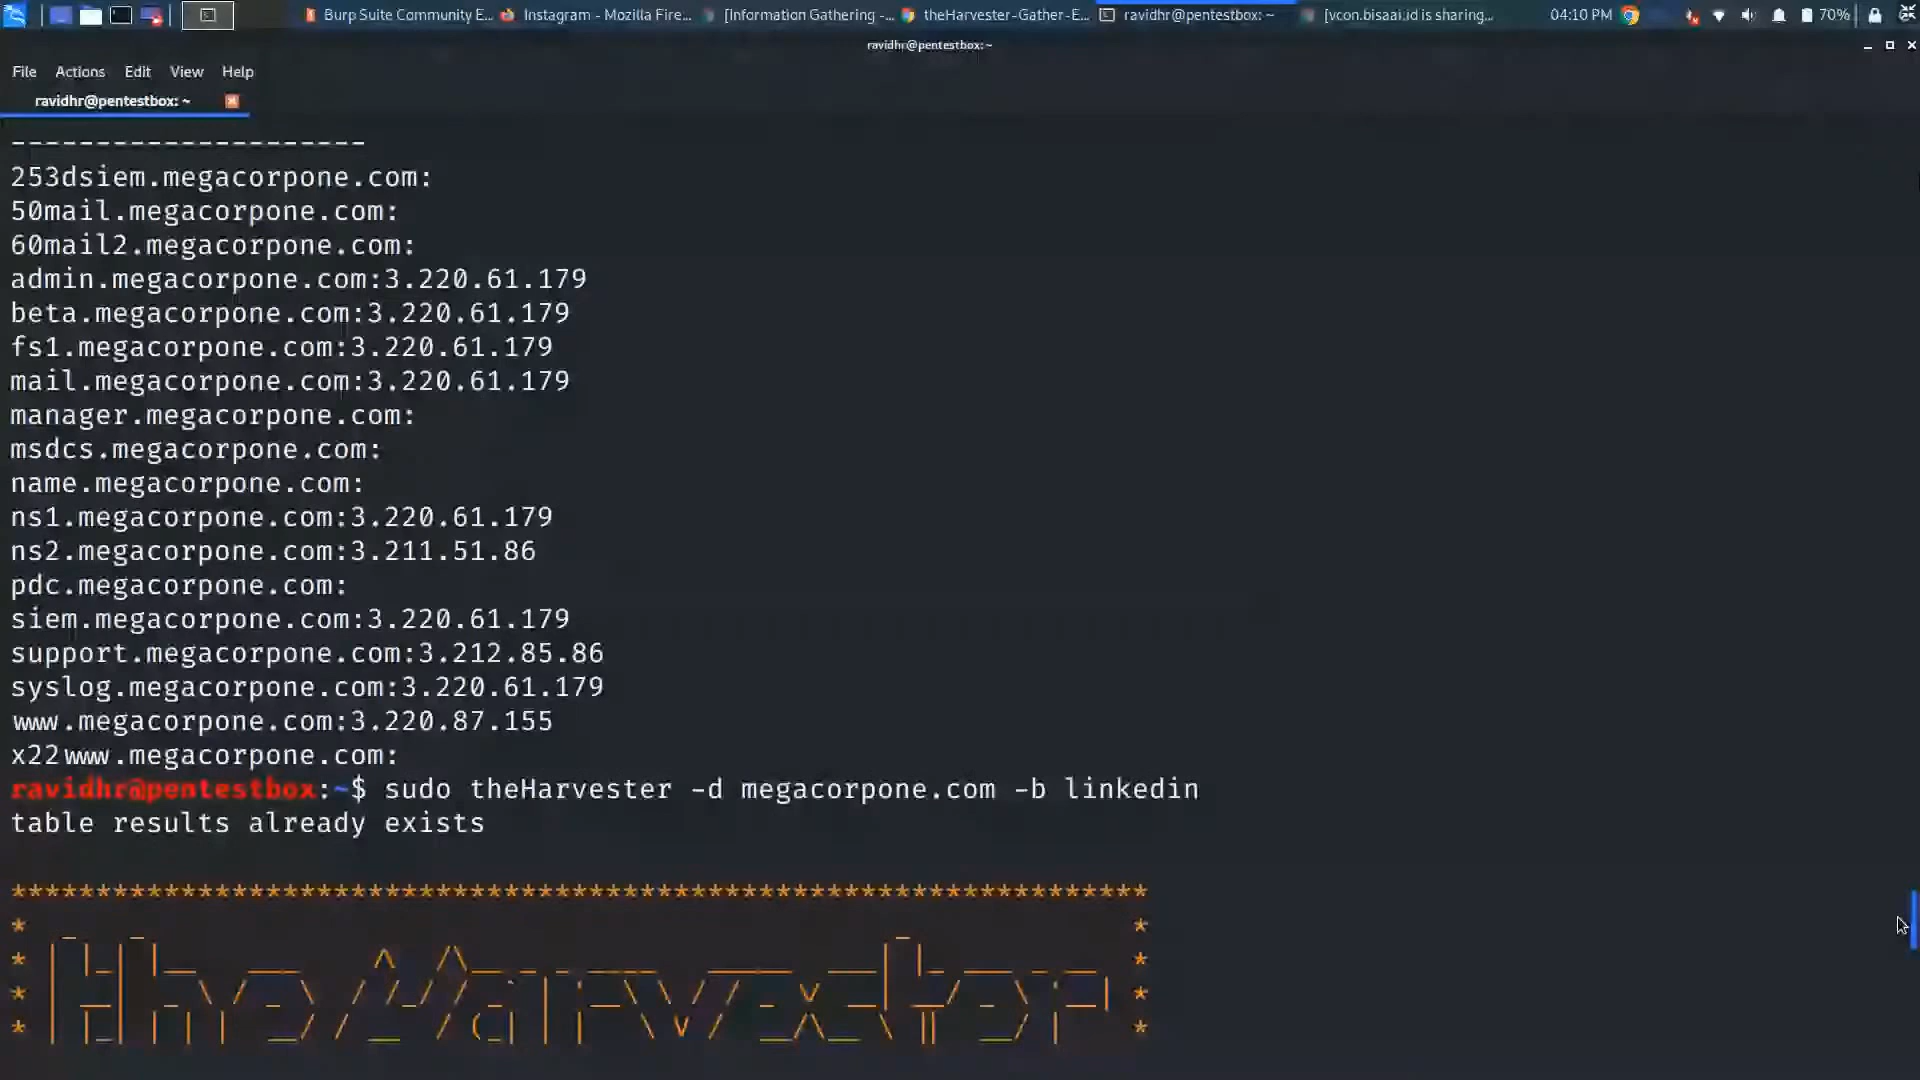 Burp Suite Community E...
Instagram - Mozilla Fire...
[Information Gathering -...
theHarvester-Gather-E...
ravidhr@pentestbox: ~
[vcon.bisaai.id is sharing...
04:10 PM
70%
ravidhr@pentestbox: ~
File Actions Edit View Help
ravidhr@pentestbox: ~
---------------------
253dsiem.megacorpone.com:
50mail.megacorpone.com:
60mail2.megacorpone.com:
admin.megacorpone.com:3.220.61.179
beta.megacorpone.com:3.220.61.179
fs1.megacorpone.com:3.220.61.179
mail.megacorpone.com:3.220.61.179
manager.megacorpone.com:
msdcs.megacorpone.com:
name.megacorpone.com:
ns1.megacorpone.com:3.220.61.179
ns2.megacorpone.com:3.211.51.86
pdc.megacorpone.com:
siem.megacorpone.com:3.220.61.179
support.megacorpone.com:3.212.85.86
syslog.megacorpone.com:3.220.61.179
www.megacorpone.com:3.220.87.155
x22www.megacorpone.com:
ravidhr@pentestbox:~$ sudo theHarvester -d megacorpone.com -b linkedin
table results already exists
*******************************************************************
theHarvester